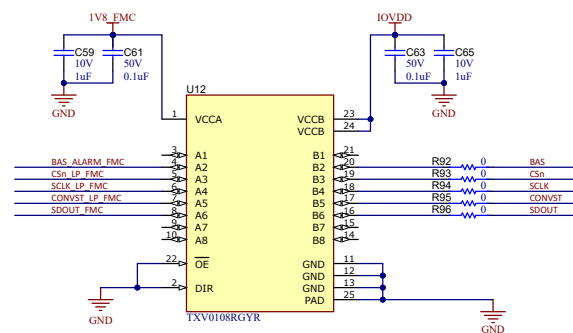 1V8_FMC
IOVDD
C59
10V
1uF
C61
50V
0.1uF
C63
50V
0.1uF
C65
10V
1uF
GND
GND
U12
1 VCCA VCCB 23
VCCB 24
3 A1 B1 21
BAS_ALARM_FMC 4 A2 B2 20 R92 0 BAS
CSn_LP_FMC 5 A3 B3 19 R93 0 CSn
SCLK_LP_FMC 6 A4 B4 18 R94 0 SCLK
CONVST_LP_FMC 7 A5 B5 17 R95 0 CONVST
SDOUT_FMC 8 A6 B6 16 R96 0 SDOUT
9 A7 B7 15
10 A8 B8 14
22 OE GND 11
GND 12
2 DIR GND 13
PAD 25
TXV0108RGYR
GND
GND